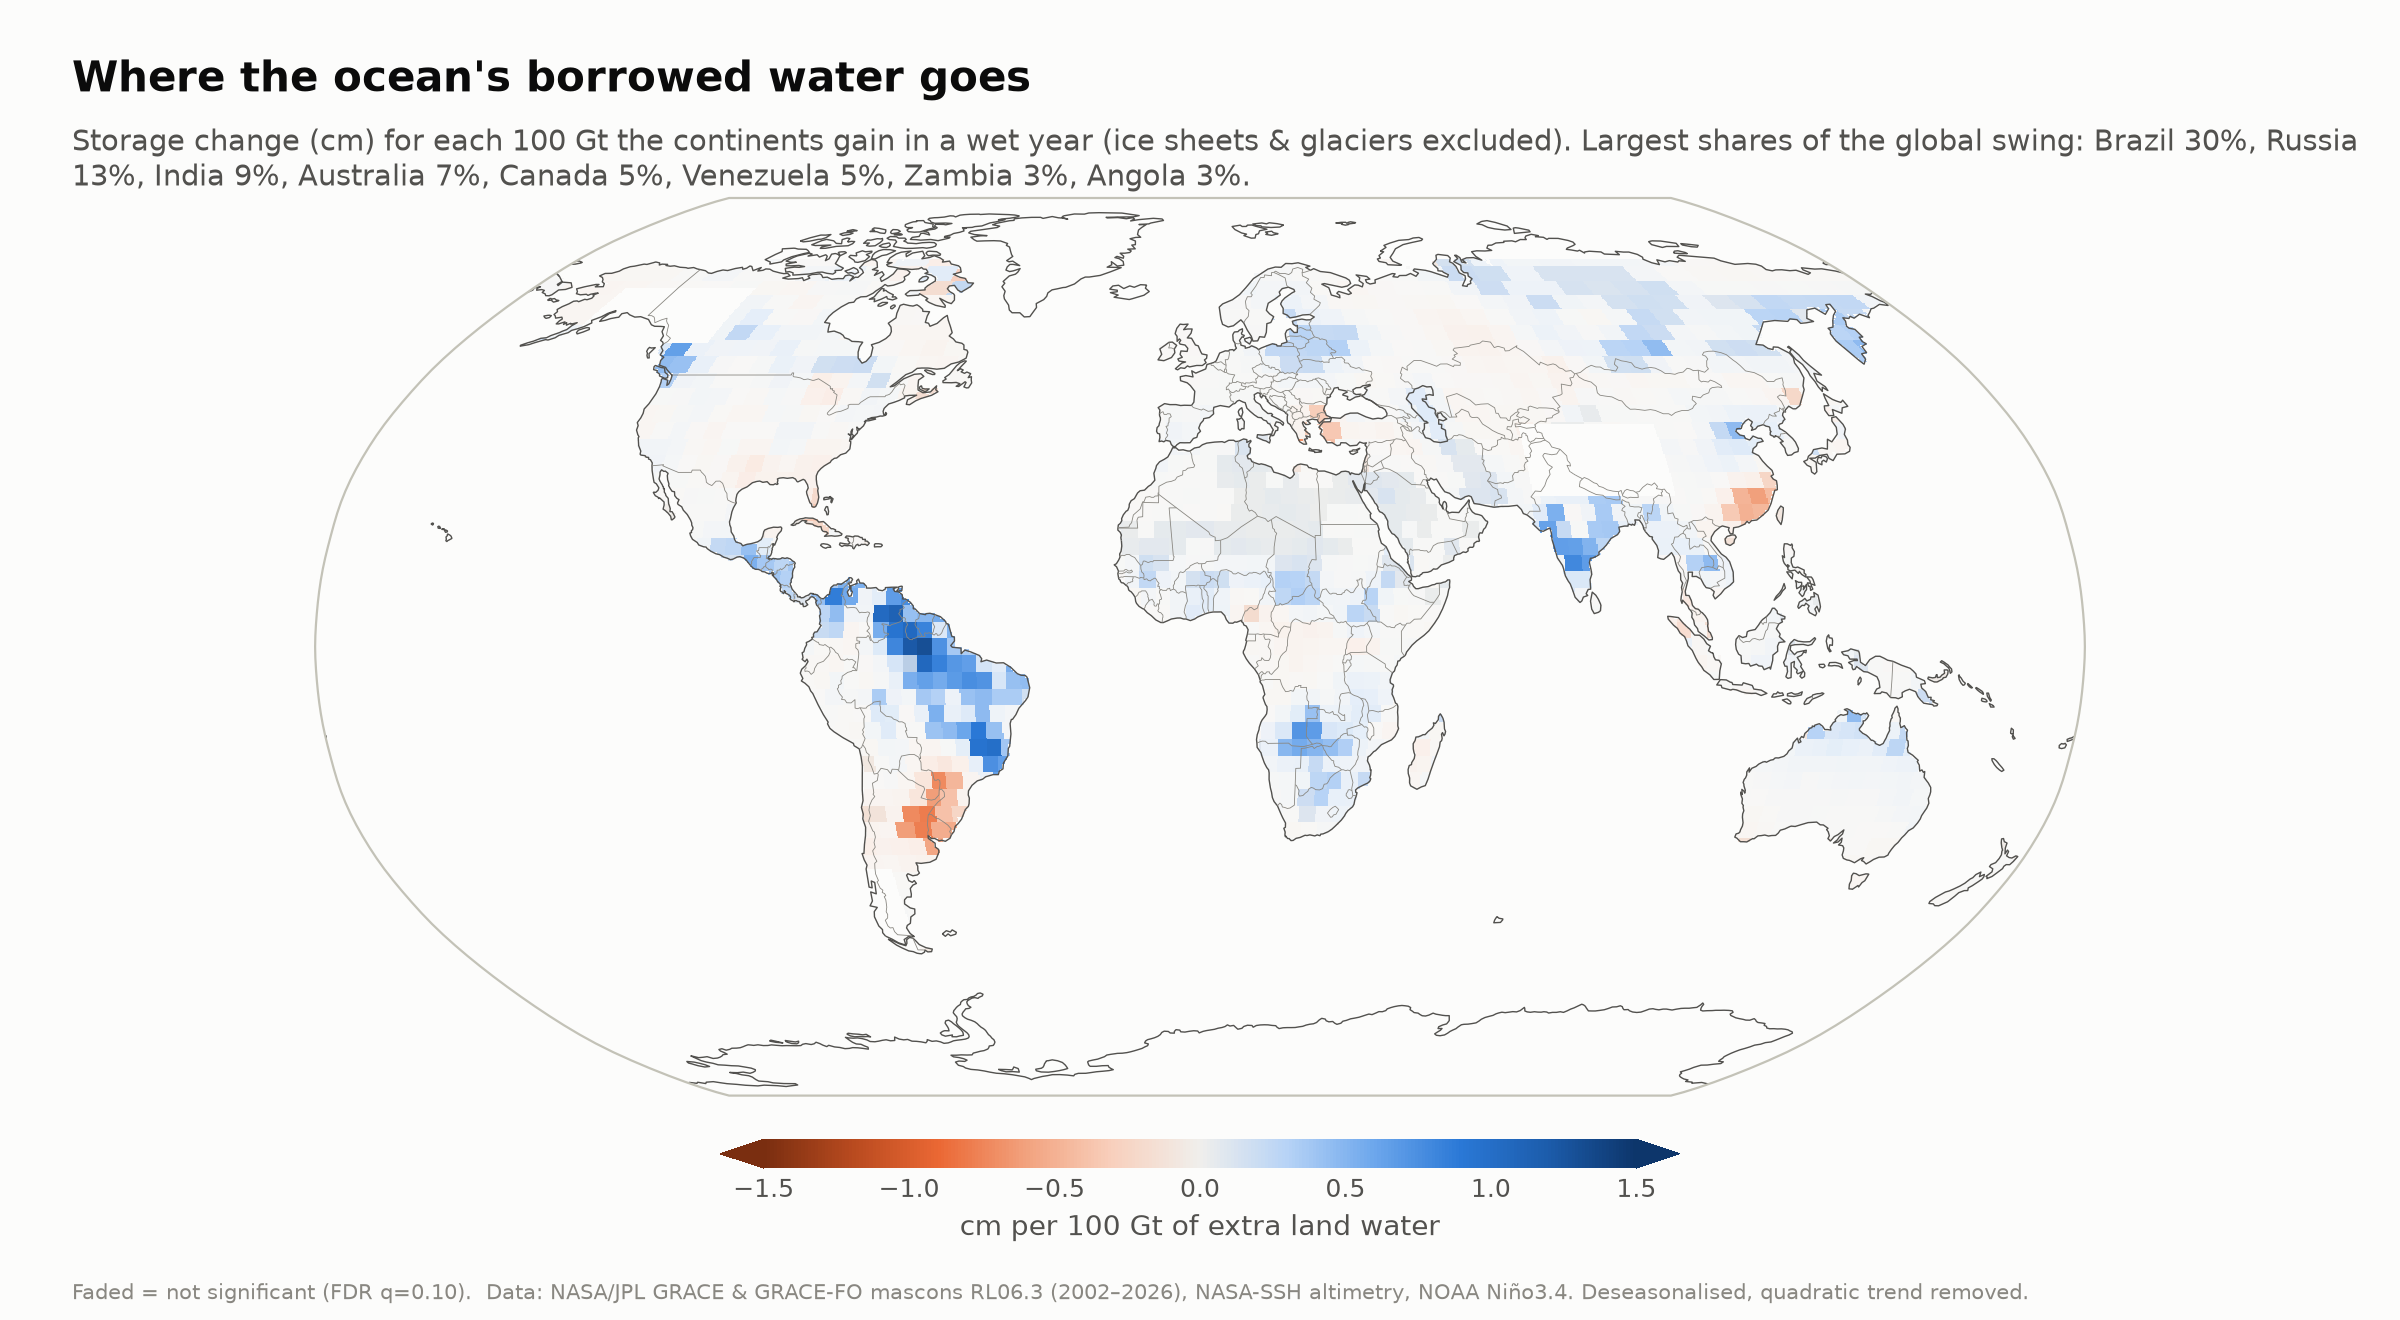 Where the ocean's borrowed water goes
Storage change (cm) for each 100 Gt the continents gain in a wet year (ice sheets & glaciers excluded). Largest shares of the global swing: Brazil 30%, Russia
13%, India 9%, Australia 7%, Canada 5%, Venezuela 5%, Zambia 3%, Angola 3%.
−1.5 −1.0 −0.5 0.0 0.5 1.0 1.5
cm per 100 Gt of extra land water
Faded = not significant (FDR q=0.10).  Data: NASA/JPL GRACE & GRACE-FO mascons RL06.3 (2002–2026), NASA-SSH altimetry, NOAA Niño3.4. Deseasonalised, quadratic trend removed.